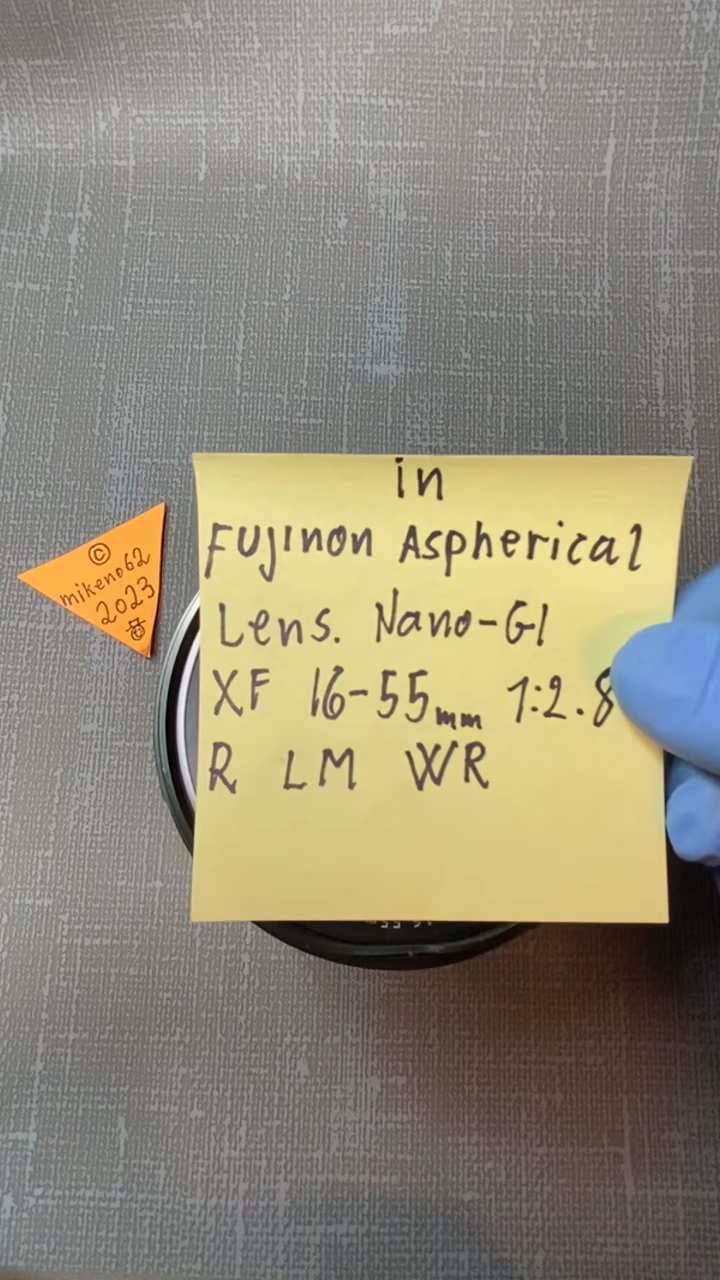 in
Fujinon Aspherical
Lens. Nano-GI
XF 16-55mm 1:2.8
R LM WR
©
mikeno62
2023